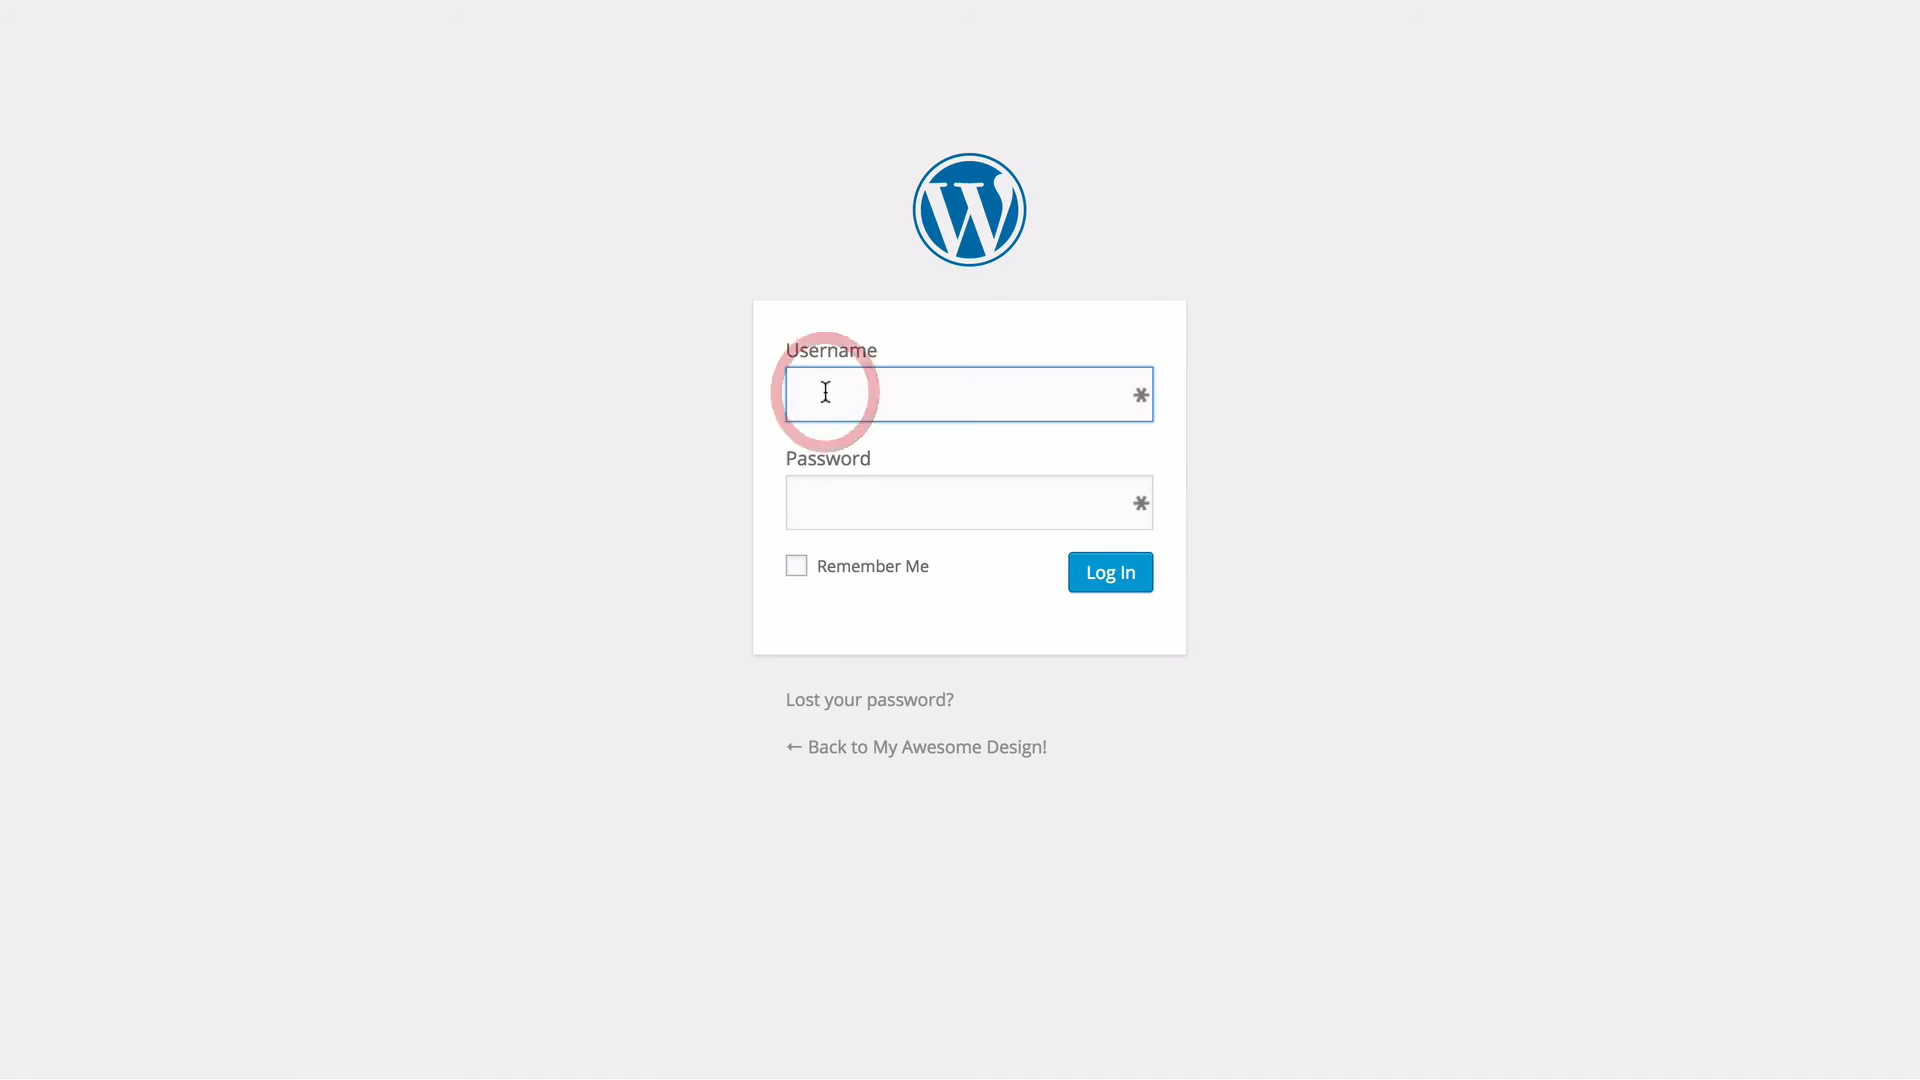 Username
Password
Remember Me
Log In
Lost your password?
← Back to My Awesome Design!